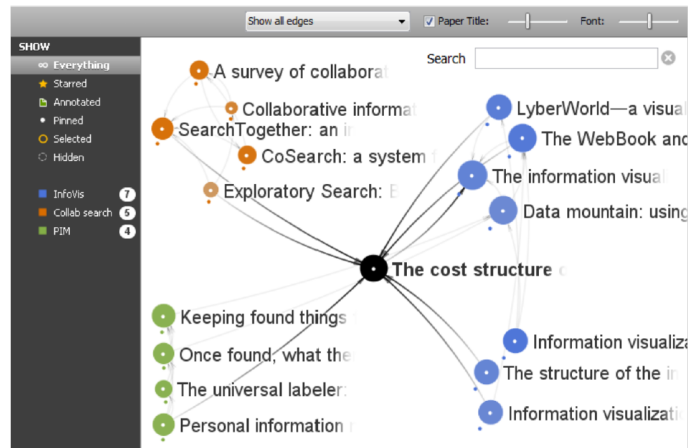 Show all edges
Paper Title:
Font:
SHOW
Everything
Starred
Annotated
Pinned
Selected
Hidden
InfoVis 7
Collab search 5
PIM 4
Search
A survey of collaborat
Collaborative informat
SearchTogether: an i
CoSearch: a system
Exploratory Search:
LyberWorld—a visua
The WebBook and
The information visual
Data mountain: using
The cost structure
Keeping found things
Once found, what the
The universal labeler:
Personal information
Information visualiza
The structure of the i
Information visualizati